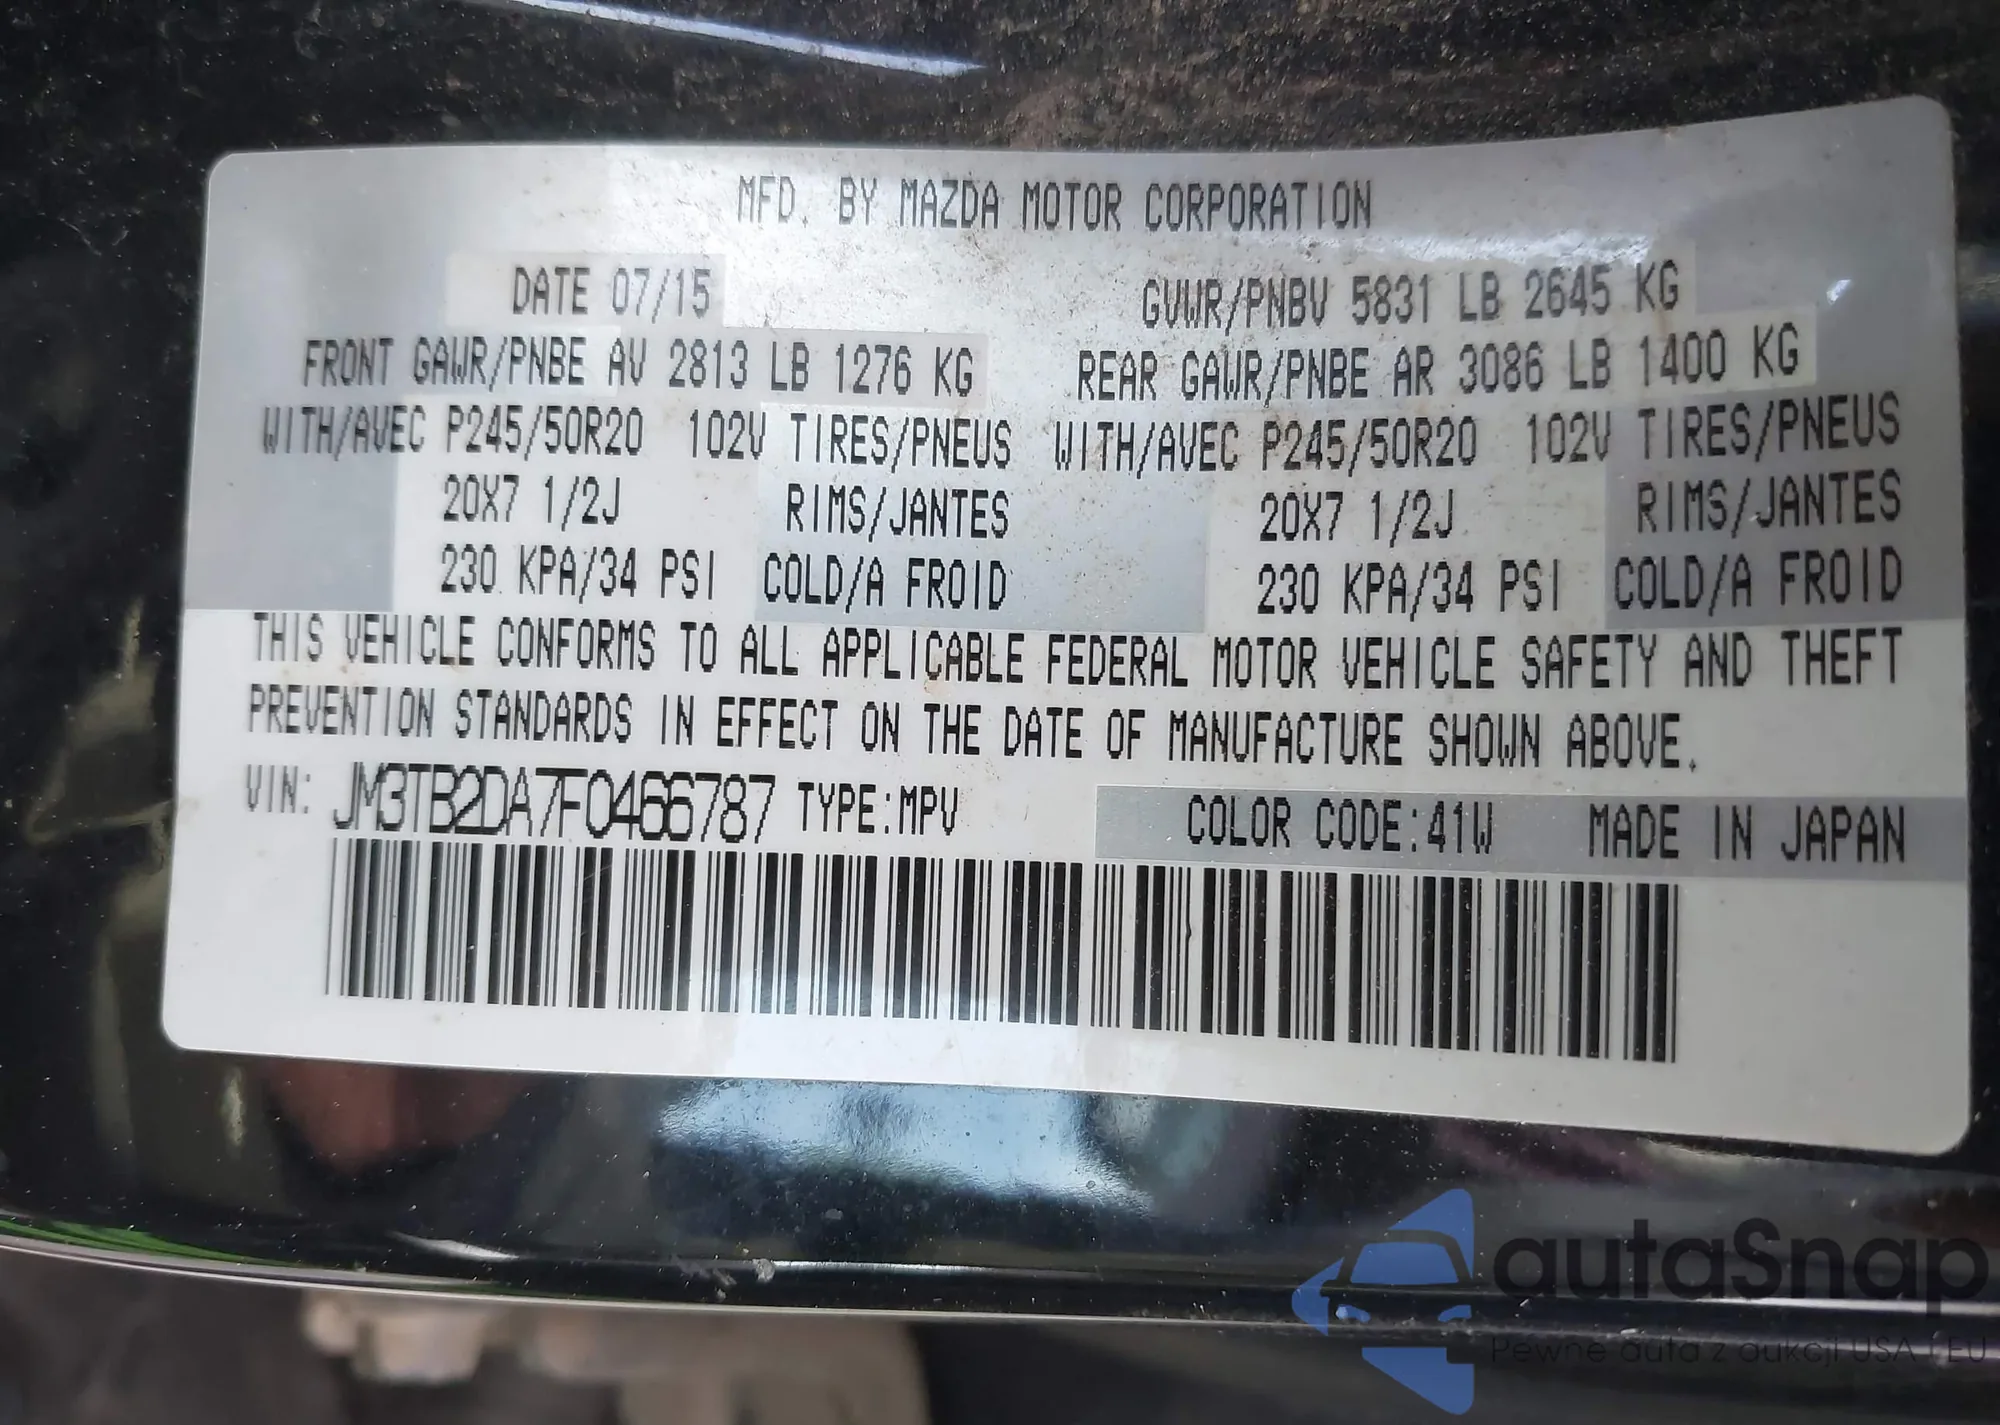 MFD. BY MAZDA MOTOR CORPORATION
DATE 07/15 GVWR/PNBV 5831 LB 2645 KG
FRONT GAWR/PNBE AV 2813 LB 1276 KG REAR GAWR/PNBE AR 3086 LB 1400 KG
WITH/AVEC P245/50R20 102V TIRES/PNEUS WITH/AVEC P245/50R20 102V TIRES/PNEUS
20X7 1/2J RIMS/JANTES 20X7 1/2J RIMS/JANTES
230 KPA/34 PSI COLD/A FROID 230 KPA/34 PSI COLD/A FROID
THIS VEHICLE CONFORMS TO ALL APPLICABLE FEDERAL MOTOR VEHICLE SAFETY AND THEFT
PREVENTION STANDARDS IN EFFECT ON THE DATE OF MANUFACTURE SHOWN ABOVE.
VIN: JM3TB2DA7F0466787 TYPE:MPV COLOR CODE:41W MADE IN JAPAN
autaSnap
Pewne auta z aukcji USA i EU